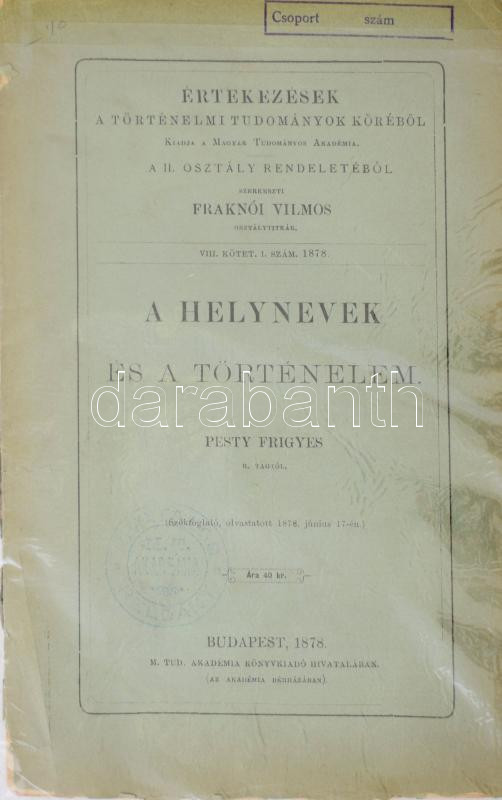 Csoport szám
ÉRTEKEZÉSEK
A TÖRTÉNELMI TUDOMÁNYOK KÖRÉBŐL
KIADJA A MAGYAR TUDOMÁNYOS AKADÉMIA.
A II. OSZTÁLY RENDELETÉBŐL
SZERKESZTI
FRAKNÓI VILMOS
OSZTÁLYTITKÁR.
VIII. KÖTET. I. SZÁM. 1878.
A HELYNEVEK
ÉS A TÖRTÉNELEM.
darabanth
PESTY FRIGYES
R. TAGTÓL.
(Székfoglaló, olvastatott 1878. június 17-én.)
AKADÉMIA
Ára 40 kr.
BUDAPEST, 1878.
M. TUD. AKADÉMIA KÖNYVKIADÓ HIVATALÁBAN.
(AZ AKADÉMIA BÉRHÁZÁBAN).